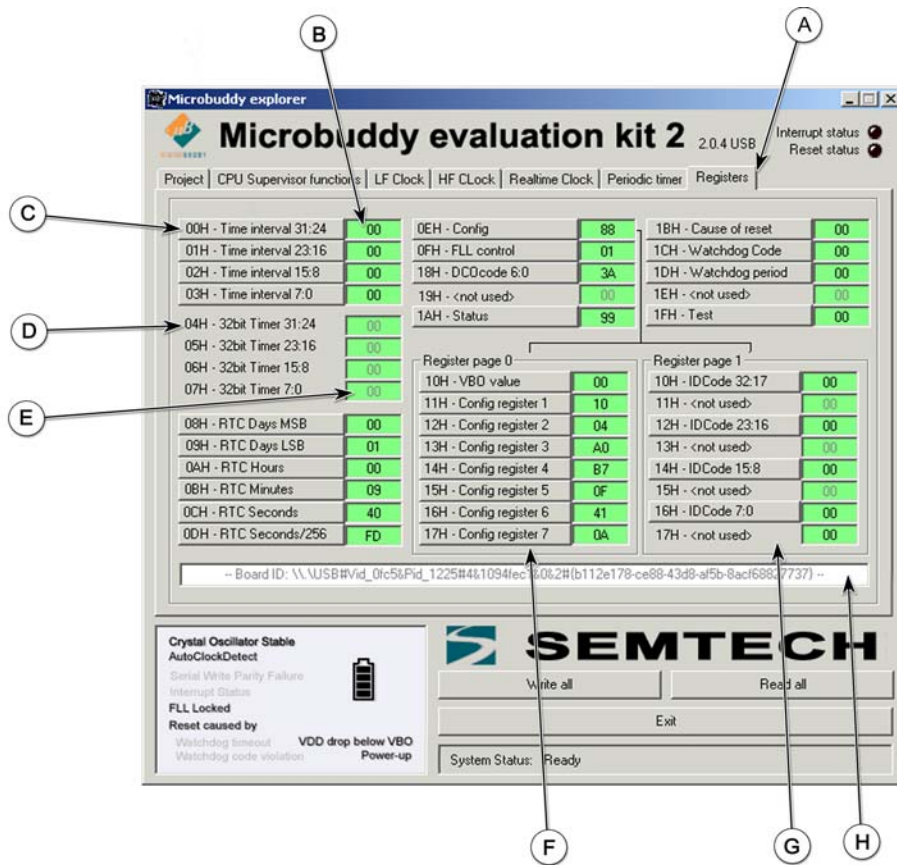 B
A
Microbuddy explorer
Microbuddy evaluation kit 2
2.0.4 USB
Interrupt status
Reset status
Project
CPU Supervisor functions
LF Clock
HF CLock
Realtime Clock
Periodic timer
Registers
C
00H - Time interval 31:24 00
01H - Time interval 23:16 00
02H - Time interval 15:8 00
03H - Time interval 7:0 00
D
04H - 32bit Timer 31:24 00
05H - 32bit Timer 23:16 00
06H - 32bit Timer 15:8 00
07H - 32bit Timer 7:0 00
E
08H - RTC Days MSB 00
09H - RTC Days LSB 01
0AH - RTC Hours 00
0BH - RTC Minutes 09
0CH - RTC Seconds 40
0DH - RTC Seconds/256 FD
0EH - Config 88
0FH - FLL control 01
18H - DCOcode 6:0 3A
19H - <not used> 00
1AH - Status 99
1BH - Cause of reset 00
1CH - Watchdog Code 00
1DH - Watchdog period 00
1EH - <not used> 00
1FH - Test 00
Register page 0
10H - VBO value 00
11H - Config register 1 10
12H - Config register 2 04
13H - Config register 3 A0
14H - Config register 4 B7
15H - Config register 5 0F
16H - Config register 6 41
17H - Config register 7 0A
Register page 1
10H - IDCode 32:17 00
11H - <not used> 00
12H - IDCode 23:16 00
13H - <not used> 00
14H - IDCode 15:8 00
15H - <not used> 00
16H - IDCode 7:0 00
17H - <not used> 00
-- Board ID:
Crystal Oscillator Stable
AutoClockDetect
Serial Write Parity Failure
Interrupt Status
FLL Locked
Reset caused by
Watchdog timeout
VDD drop below VBO
Watchdog code violation
Power-up
SEMTECH
Write all
Read all
Exit
System Status: Ready
F
G
H